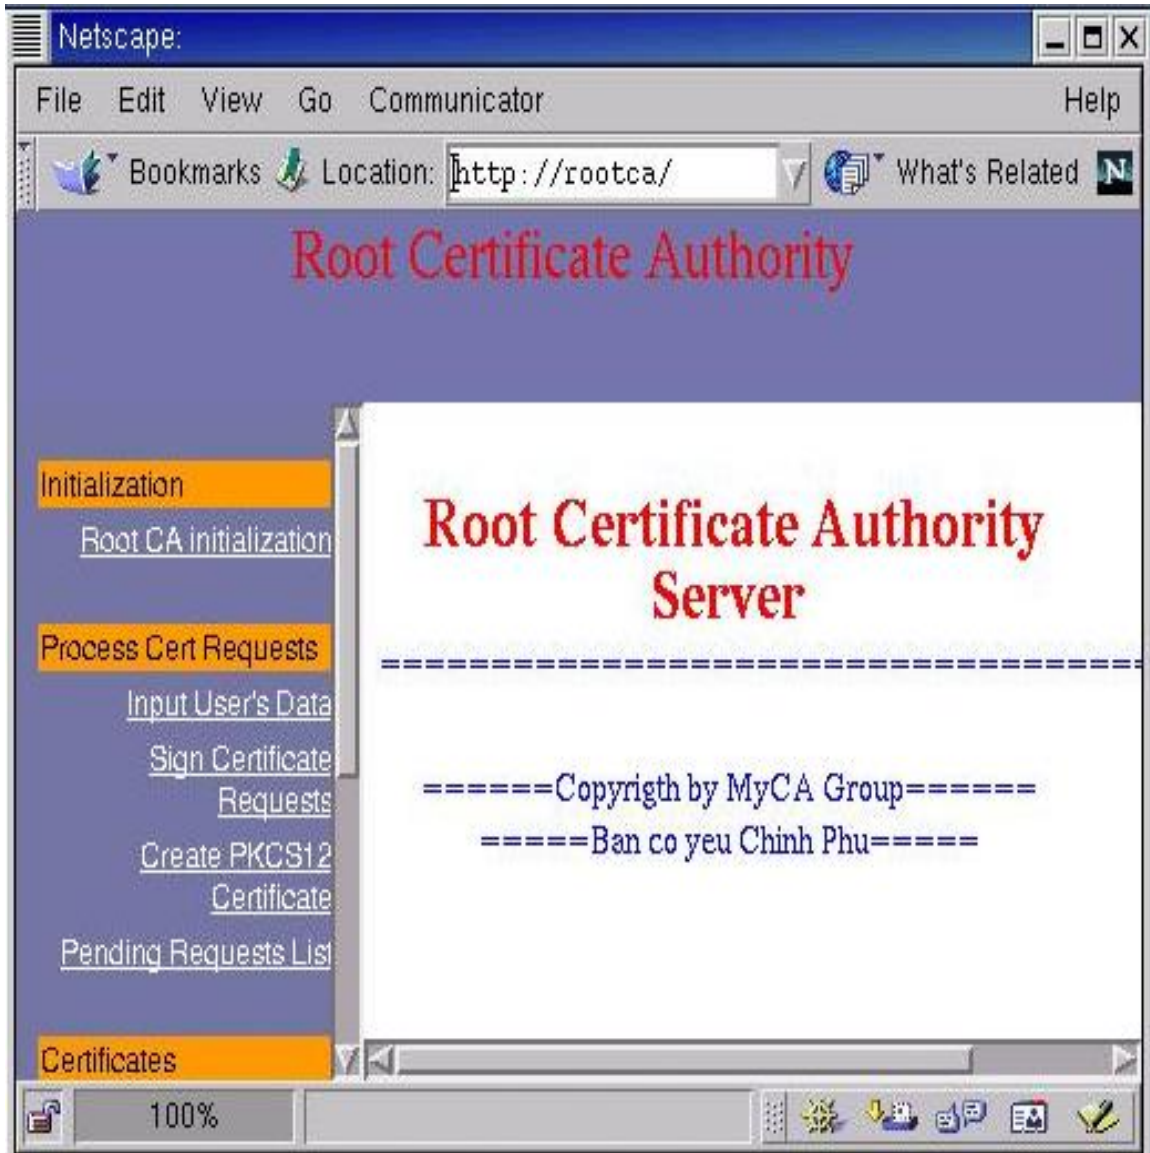 Netscape:
File Edit View Go Communicator Help
Bookmarks Location: http://rootca/ What's Related N
Root Certificate Authority
Initialization
Root CA initialization
Process Cert Requests
Input User's Data
Sign Certificate
Requests
Create PKCS12
Certificate
Pending Requests List
Certificates
Root Certificate Authority
Server
====================================
======Copyrigth by MyCA Group======
=====Ban co yeu Chinh Phu=====
100%